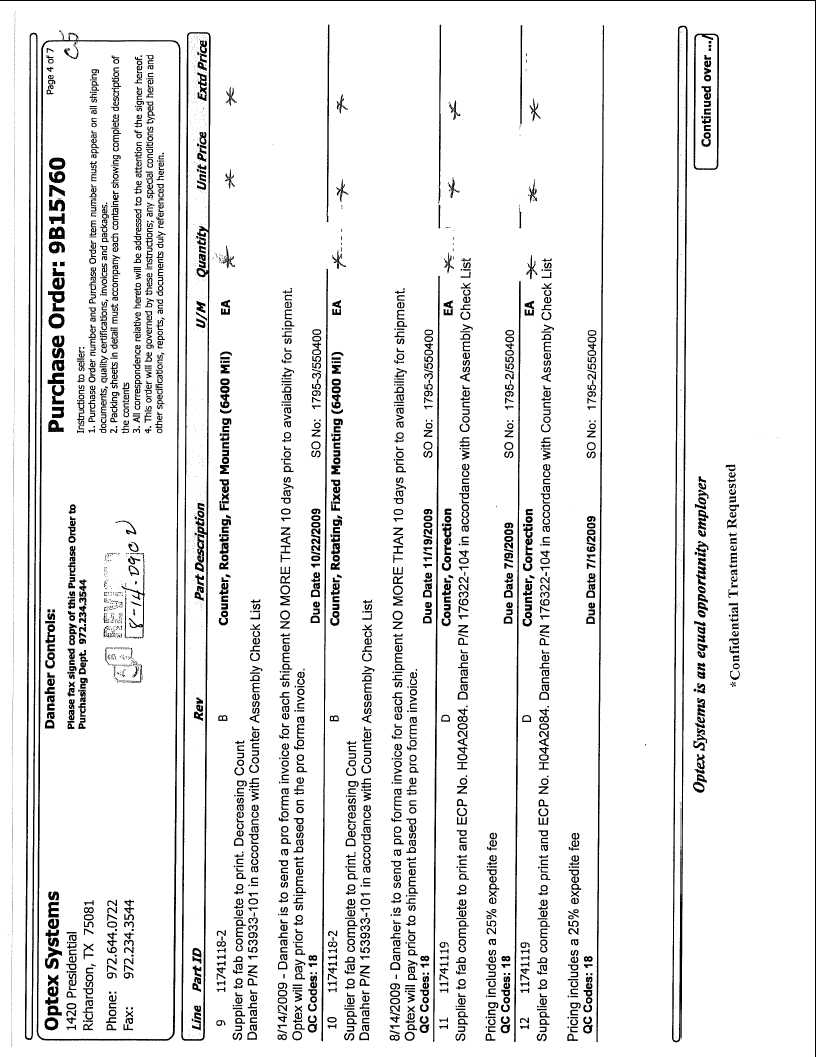 Optex Systems
1420 Presidential
Richardson, TX 75081
Phone: 972.644.0722
Fax: 972.234.3544
Danaher Controls:
Please fax signed copy of this Purchase Order to
Purchasing Dept. 972.234.3544
REVISED
8-14-09
Purchase Order: 9B15760
Page 4 of 7
Instructions to seller:
1. Purchase Order number and Purchase Order item number must appear on all shipping
documents, quality certifications, invoices and packages.
2. Packing sheets in detail must accompany each container showing complete description of
the contents
3. All correspondence relative hereto will be addressed to the attention of the signer hereof.
4. This order will be governed by these instructions; any special conditions typed herein and
other specifications, reports, and documents duly referenced herein.
Line Part ID Rev Part Description U/M Quantity Unit Price Extd Price
9 11741118-2 B Counter, Rotating, Fixed Mounting (6400 Mil) EA * * *
Supplier to fab complete to print. Decreasing Count
Danaher P/N 153933-101 in accordance with Counter Assembly Check List
8/14/2009 - Danaher is to send a pro forma invoice for each shipment NO MORE THAN 10 days prior to availability for shipment.
Optex will pay prior to shipment based on the pro forma invoice.
QC Codes: 18 Due Date 10/22/2009 SO No: 1795-3/550400
10 11741118-2 B Counter, Rotating, Fixed Mounting (6400 Mil) EA * * *
Supplier to fab complete to print. Decreasing Count
Danaher P/N 153933-101 in accordance with Counter Assembly Check List
8/14/2009 - Danaher is to send a pro forma invoice for each shipment NO MORE THAN 10 days prior to availability for shipment.
Optex will pay prior to shipment based on the pro forma invoice.
QC Codes: 18 Due Date 11/19/2009 SO No: 1795-3/550400
11 11741119 D Counter, Correction EA * * *
Supplier to fab complete to print and ECP No. H04A2084. Danaher P/N 176322-104 in accordance with Counter Assembly Check List
Pricing includes a 25% expedite fee
QC Codes: 18 Due Date 7/9/2009 SO No: 1795-2/550400
12 11741119 D Counter, Correction EA * * *
Supplier to fab complete to print and ECP No. H04A2084. Danaher P/N 176322-104 in accordance with Counter Assembly Check List
Pricing includes a 25% expedite fee
QC Codes: 18 Due Date 7/16/2009 SO No: 1795-2/550400
Continued over .../
Optex Systems is an equal opportunity employer
*Confidential Treatment Requested